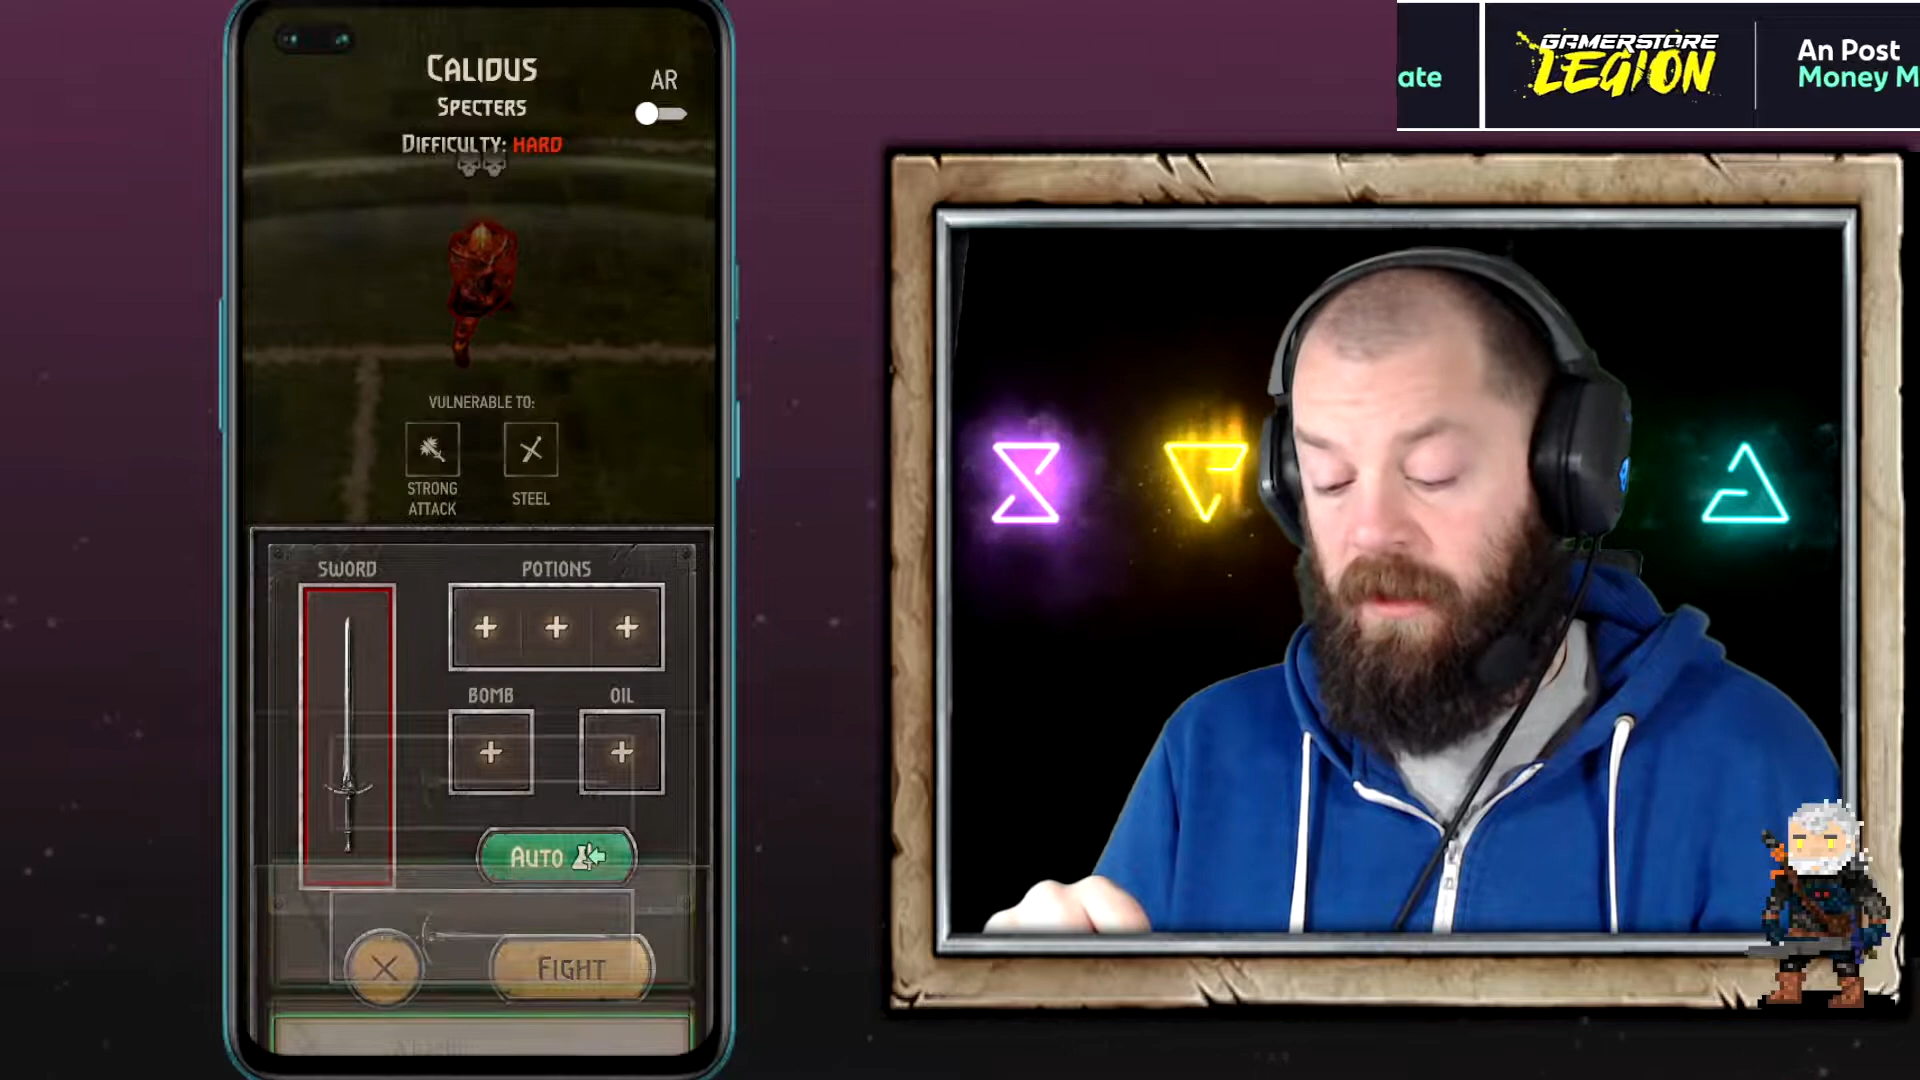 CALIDUS
SPECTERS
DIFFICULTY: HARD
AR
VULNERABLE TO:
STRONG
ATTACK
STEEL
SWORD
POTIONS
BOMB
OIL
AUTO
FIGHT
ate
GAMERSTORE
LEGION
An Post
Money M